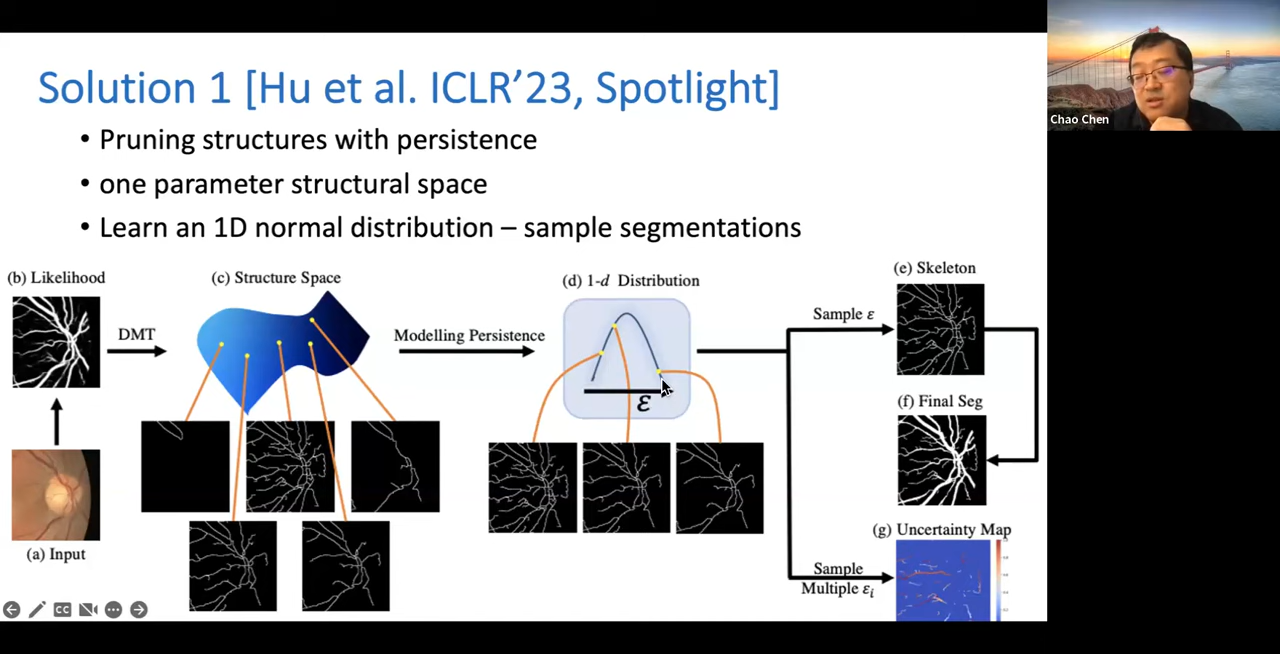 Solution 1 [Hu et al. ICLR'23, Spotlight]
• Pruning structures with persistence
• one parameter structural space
• Learn an 1D normal distribution – sample segmentations
(b) Likelihood
(c) Structure Space
(d) 1-d Distribution
(e) Skeleton
DMT
Modelling Persistence
Sample ε
ε
(f) Final Seg
(a) Input
(g) Uncertainty Map
Sample
Multiple εi
CC
Chao Chen